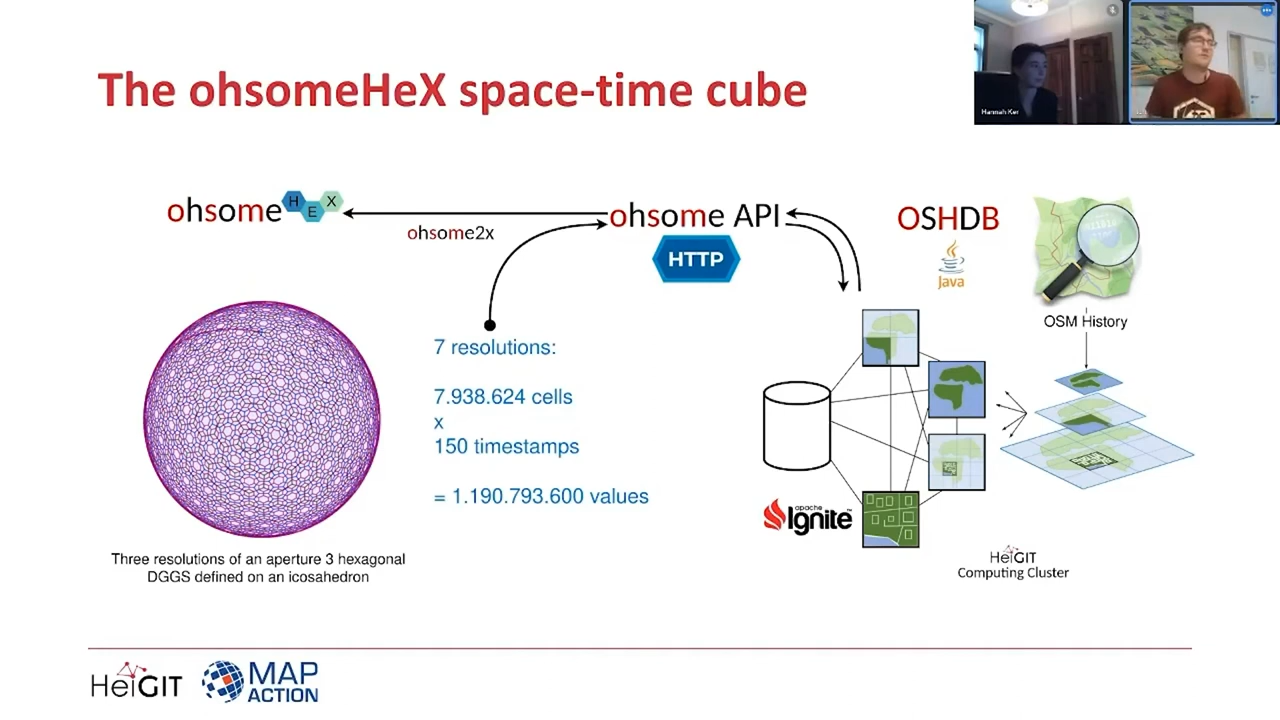 The ohsomeHeX space-time cube
Hannah Ker
ohsome HEX
ohsome2x
ohsome API
HTTP
OSHDB
Java
OSM History
7 resolutions:
7.938.624 cells
x
150 timestamps
= 1.190.793.600 values
Three resolutions of an aperture 3 hexagonal
DGGS defined on an icosahedron
apache
Ignite™
HeiGIT
Computing Cluster
HeiGIT
MAP
ACTION